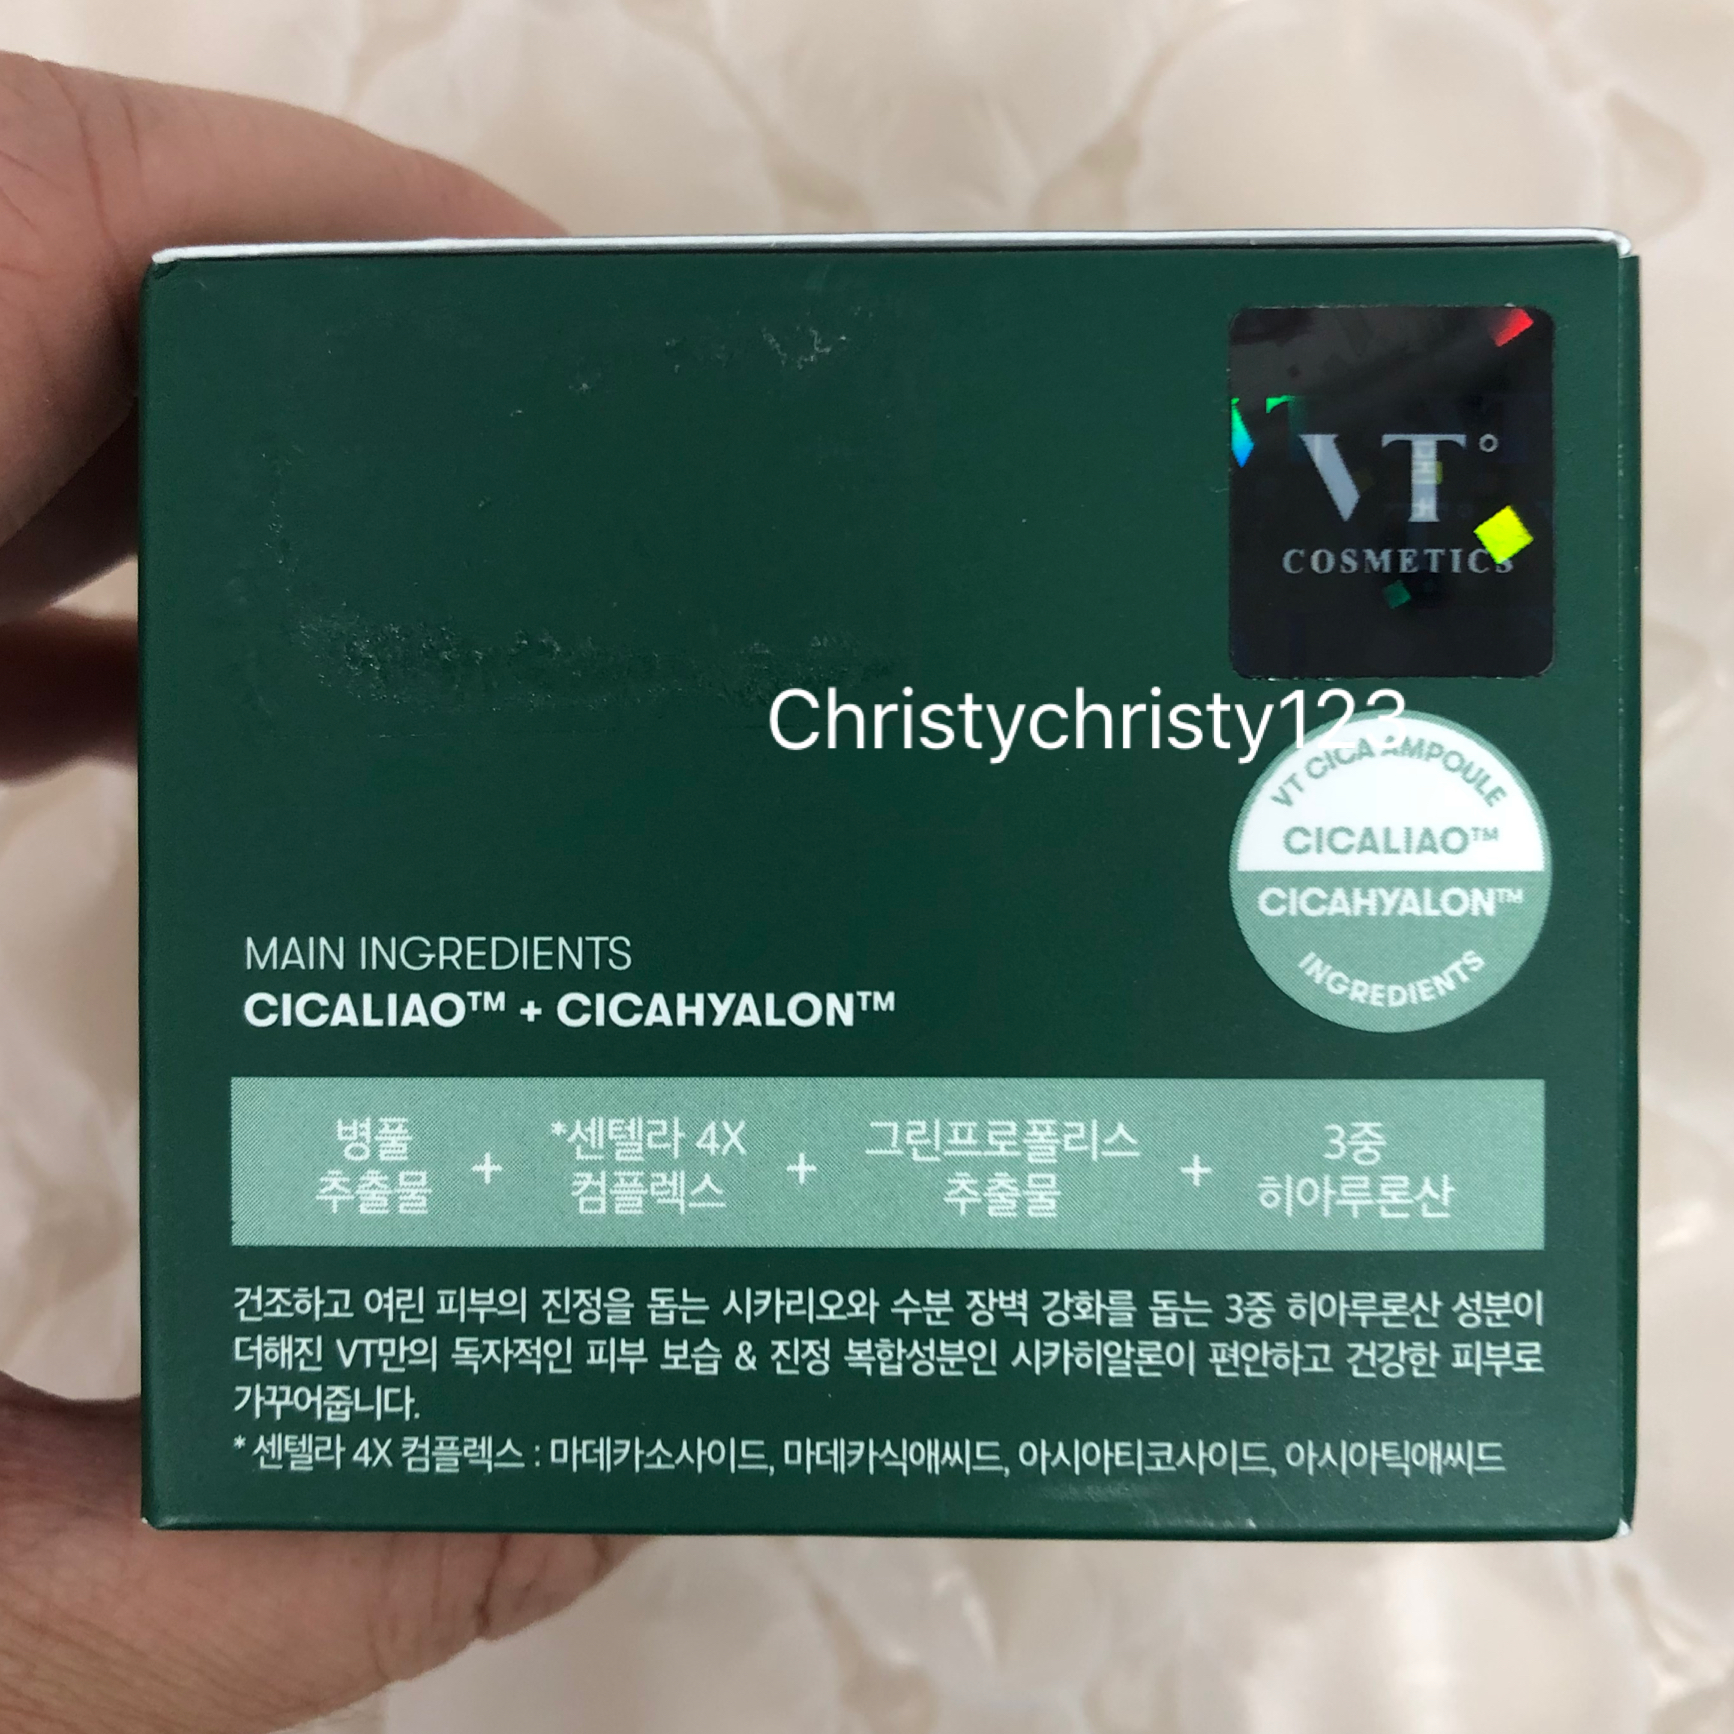 VT
COSMETICS
Christychristy123
VT CICA AMPOULE
CICALIAO™
CICAHYALON™
INGREDIENTS
MAIN INGREDIENTS
CICALIAO™ + CICAHYALON™
병풀 추출물 + *센텔라 4X 컴플렉스 + 그린프로폴리스 추출물 + 3중 히아루론산
건조하고 여린 피부의 진정을 돕는 시카리오와 수분 장벽 강화를 돕는 3중 히아루론산 성분이
더해진 VT만의 독자적인 피부 보습 & 진정 복합성분인 시카히알론이 편안하고 건강한 피부로
가꾸어줍니다.
* 센텔라 4X 컴플렉스 : 마데카소사이드, 마데카식애씨드, 아시아티코사이드, 아시아틱애씨드